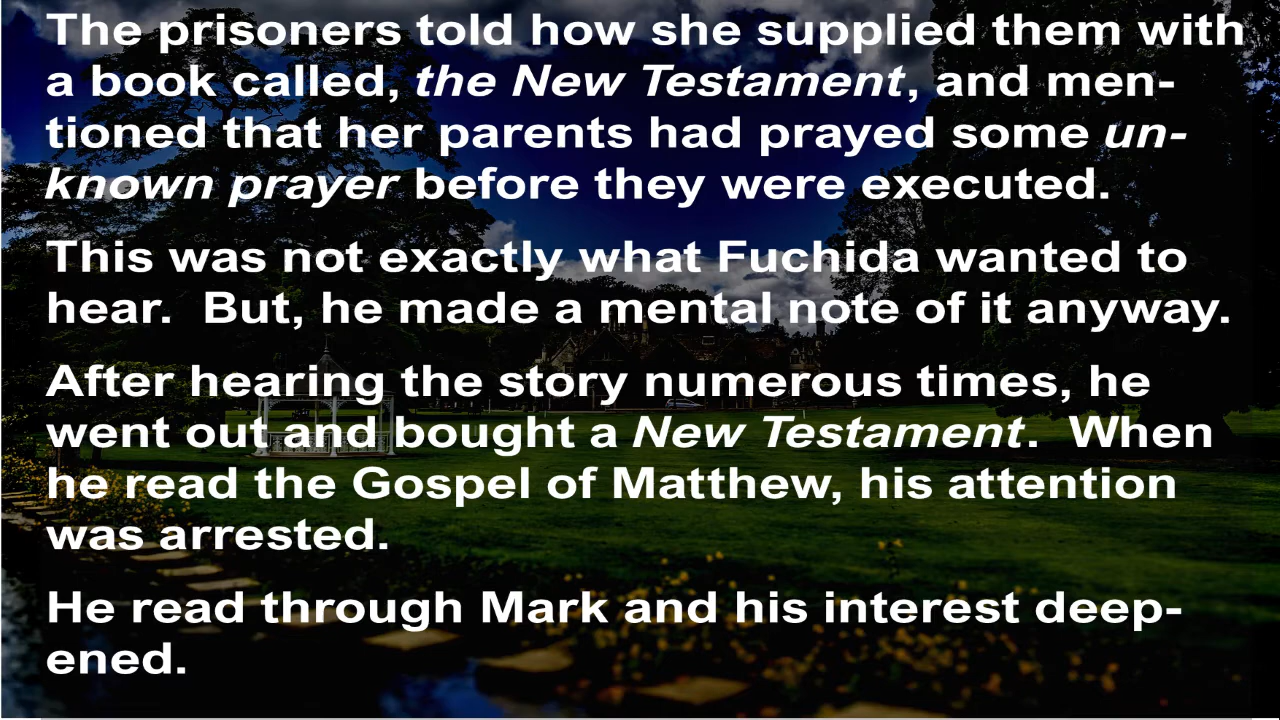 The prisoners told how she supplied them with
a book called, the New Testament, and men-
tioned that her parents had prayed some un-
known prayer before they were executed.
This was not exactly what Fuchida wanted to
hear.  But, he made a mental note of it anyway.
After hearing the story numerous times, he
went out and bought a New Testament.  When
he read the Gospel of Matthew, his attention
was arrested.
He read through Mark and his interest deep-
ened.